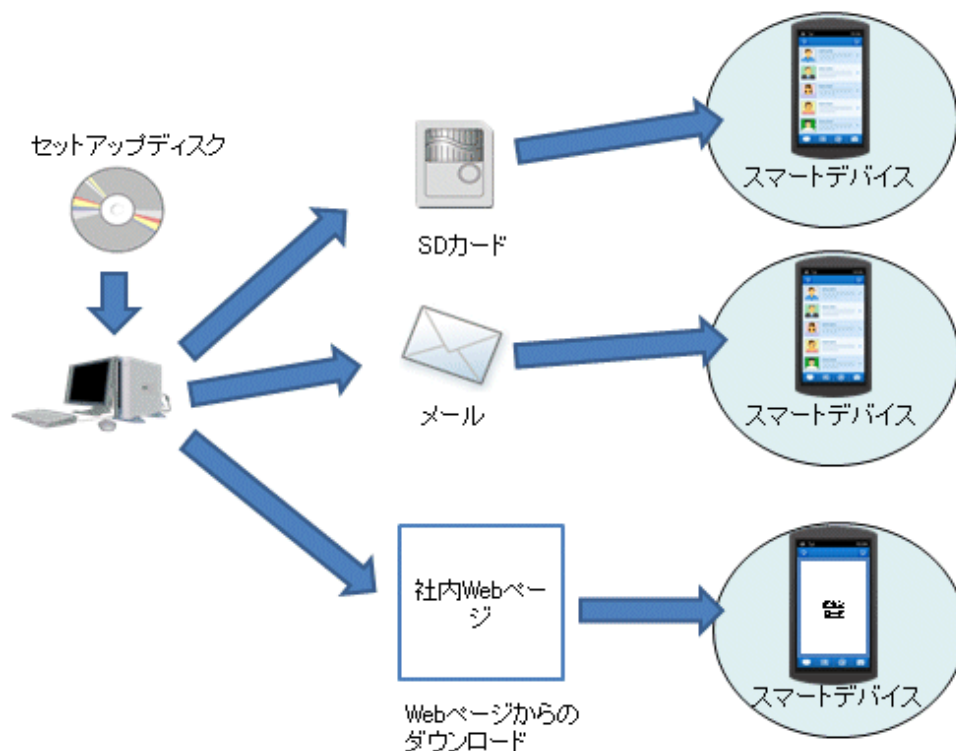 セットアップディスク
SDカード
スマートデバイス
メール
スマートデバイス
社内Webペー
ジ
Webページからの
ダウンロード
スマートデバイス